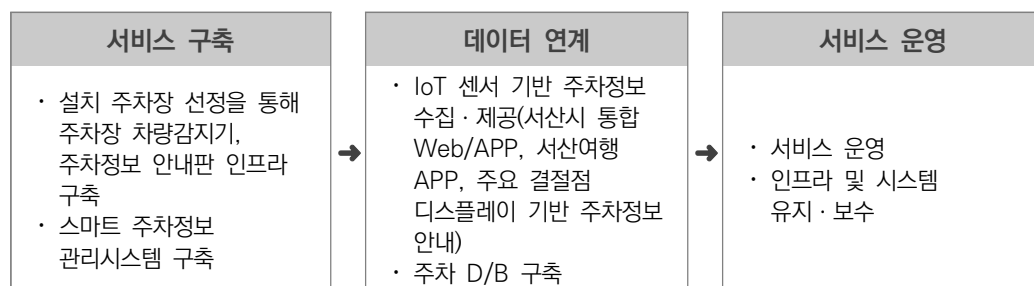 서비스 구축
· 설치 주차장 선정을 통해
주차장 차량감지기,
주차정보 안내판 인프라
구축
· 스마트 주차정보
관리시스템 구축
➜
데이터 연계
· IoT 센서 기반 주차정보
수집 · 제공(서산시 통합
Web/APP, 서산여행
APP, 주요 결절점
디스플레이 기반 주차정보
안내)
· 주차 D/B 구축
➜
서비스 운영
· 서비스 운영
· 인프라 및 시스템
유지 · 보수